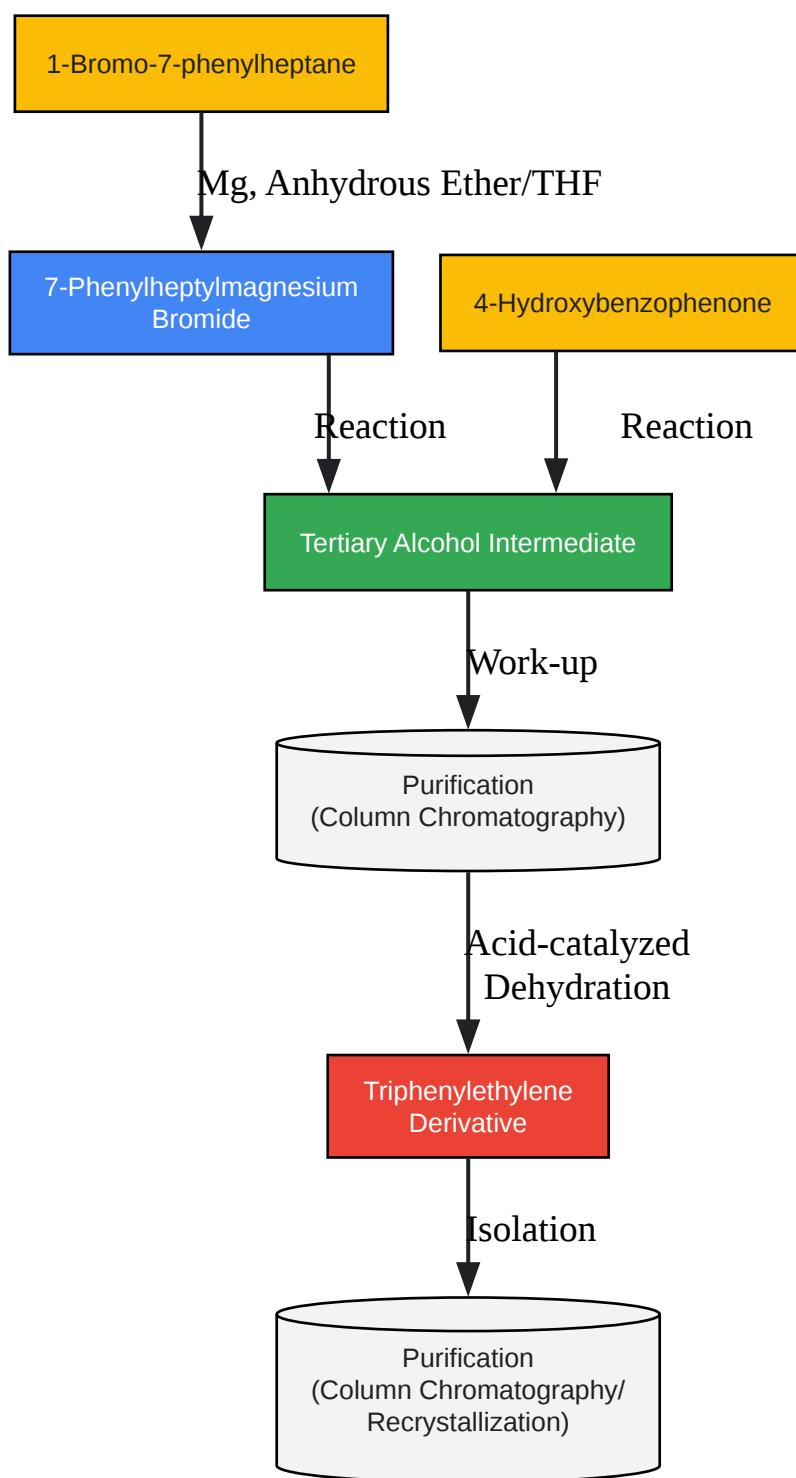 1-Bromo-7-phenylheptane
Mg, Anhydrous Ether/THF
7-Phenylheptylmagnesium
Bromide
4-Hydroxybenzophenone
Reaction
Reaction
Tertiary Alcohol Intermediate
Work-up
Purification
(Column Chromatography)
Acid-catalyzed
Dehydration
Triphenylethylene
Derivative
Isolation
Purification
(Column Chromatography/
Recrystallization)